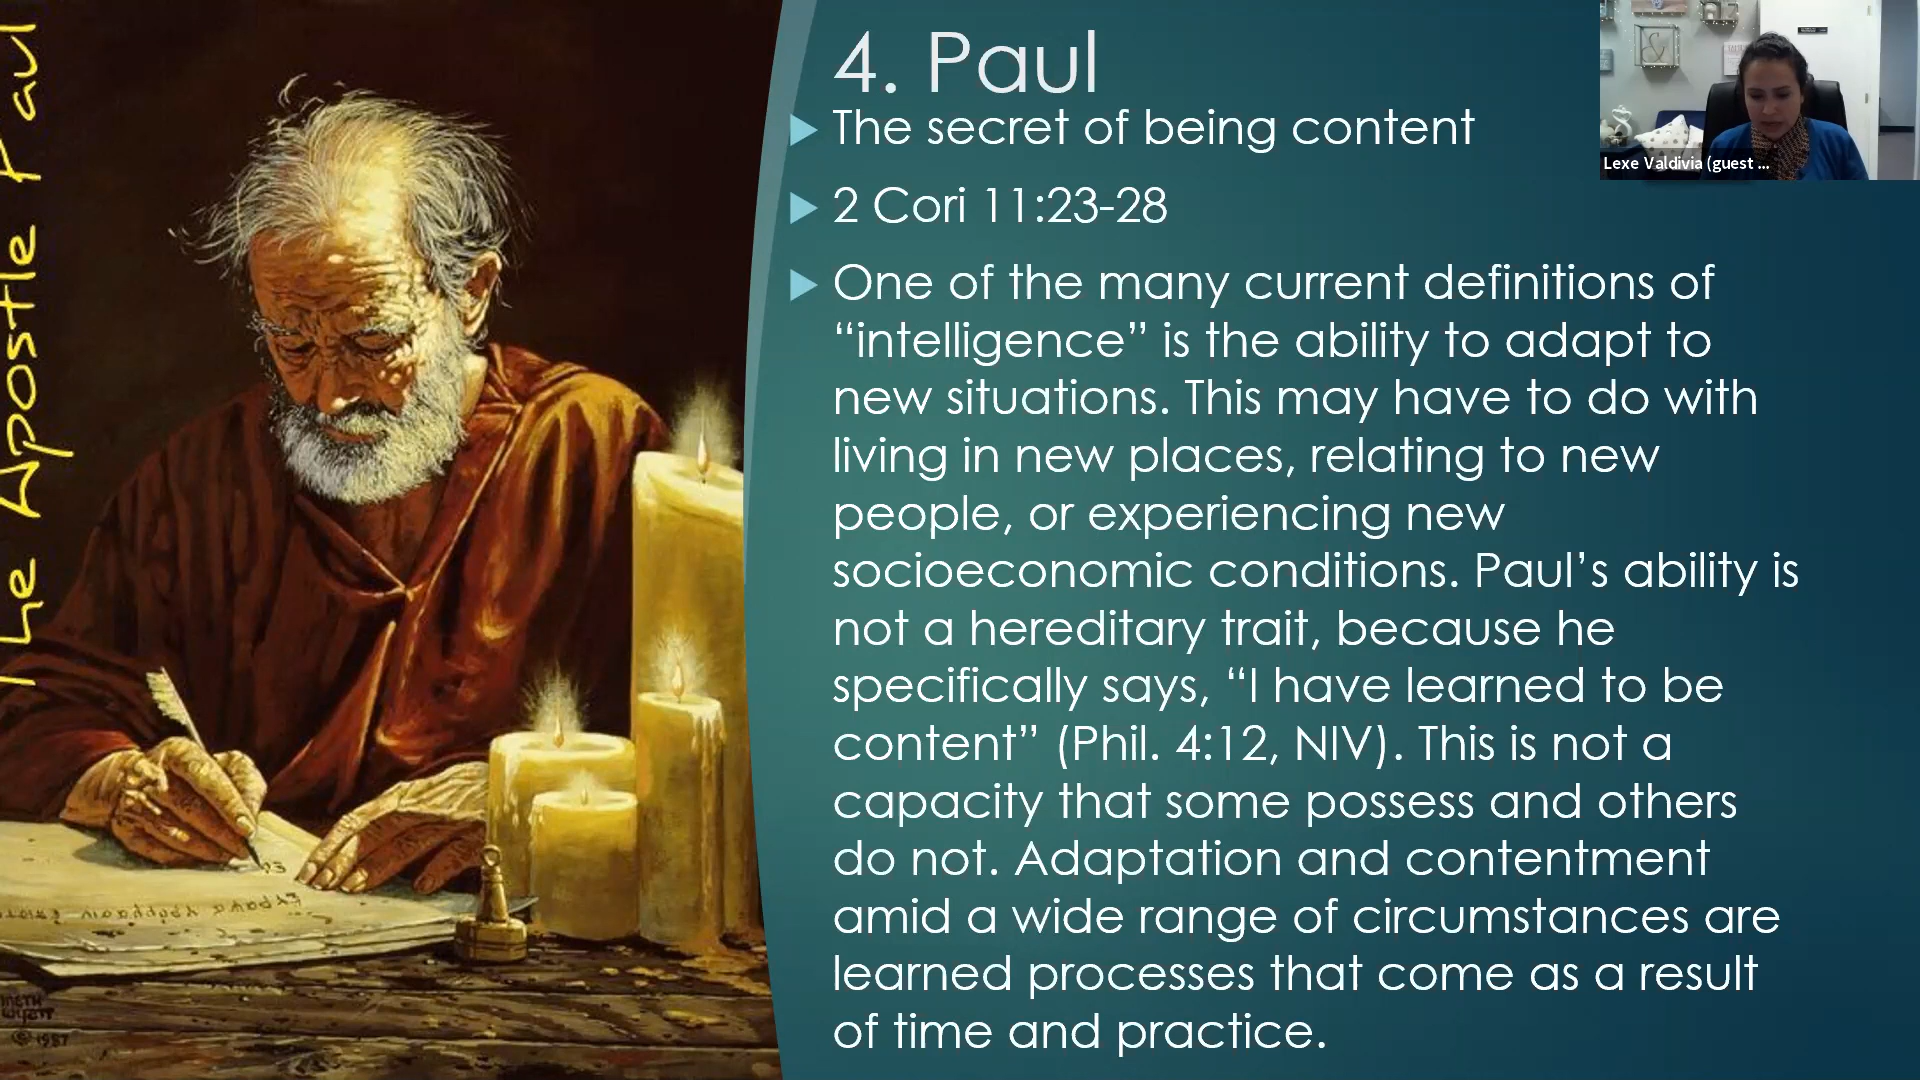 The Apostle Paul
4. Paul
The secret of being content
2 Cori 11:23-28
One of the many current definitions of
“intelligence” is the ability to adapt to
new situations. This may have to do with
living in new places, relating to new
people, or experiencing new
socioeconomic conditions. Paul’s ability is
not a hereditary trait, because he
specifically says, “I have learned to be
content” (Phil. 4:12, NIV). This is not a
capacity that some possess and others
do not. Adaptation and contentment
amid a wide range of circumstances are
learned processes that come as a result
of time and practice.
Lexe Valdivia (guest ...
&
© 1987